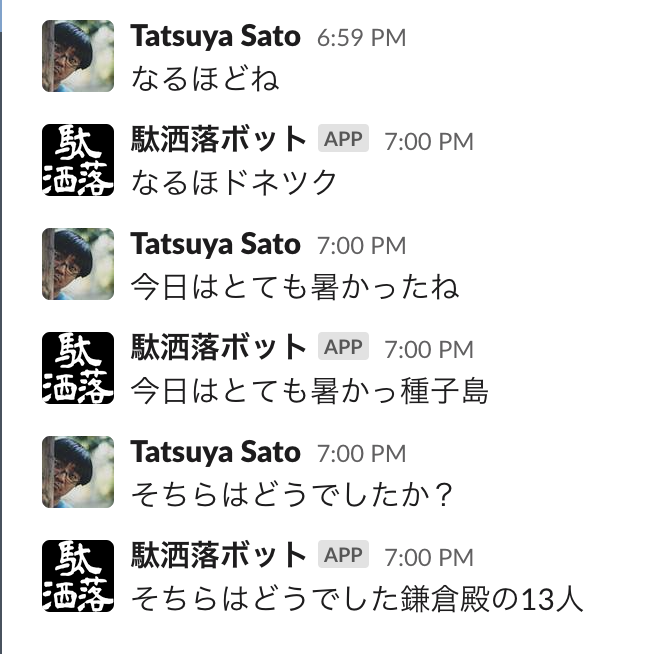 Tatsuya Sato 6:59 PM
なるほどね
駄洒落ボット APP 7:00 PM
駄
洒落
なるほドネツク
Tatsuya Sato 7:00 PM
今日はとても暑かったね
駄洒落ボット APP 7:00 PM
駄
洒落
今日はとても暑かっ種子島
Tatsuya Sato 7:00 PM
そちらはどうでしたか？
駄洒落ボット APP 7:00 PM
駄
洒落
そちらはどうでした鎌倉殿の13人